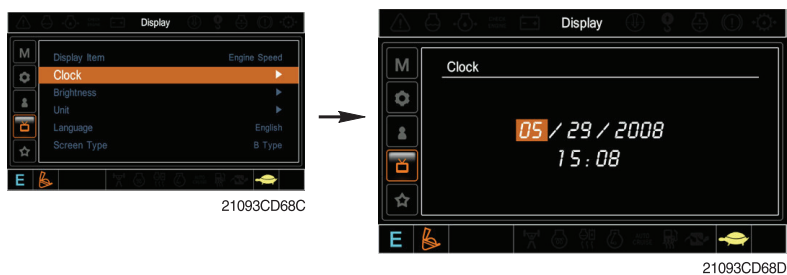 Display
M
Display Item Engine Speed
Clock
Brightness
Unit
Language English
Screen Type B Type
E
21093CD68C
Display
M
Clock
05 / 29 / 2008
15:08
E
21093CD68D